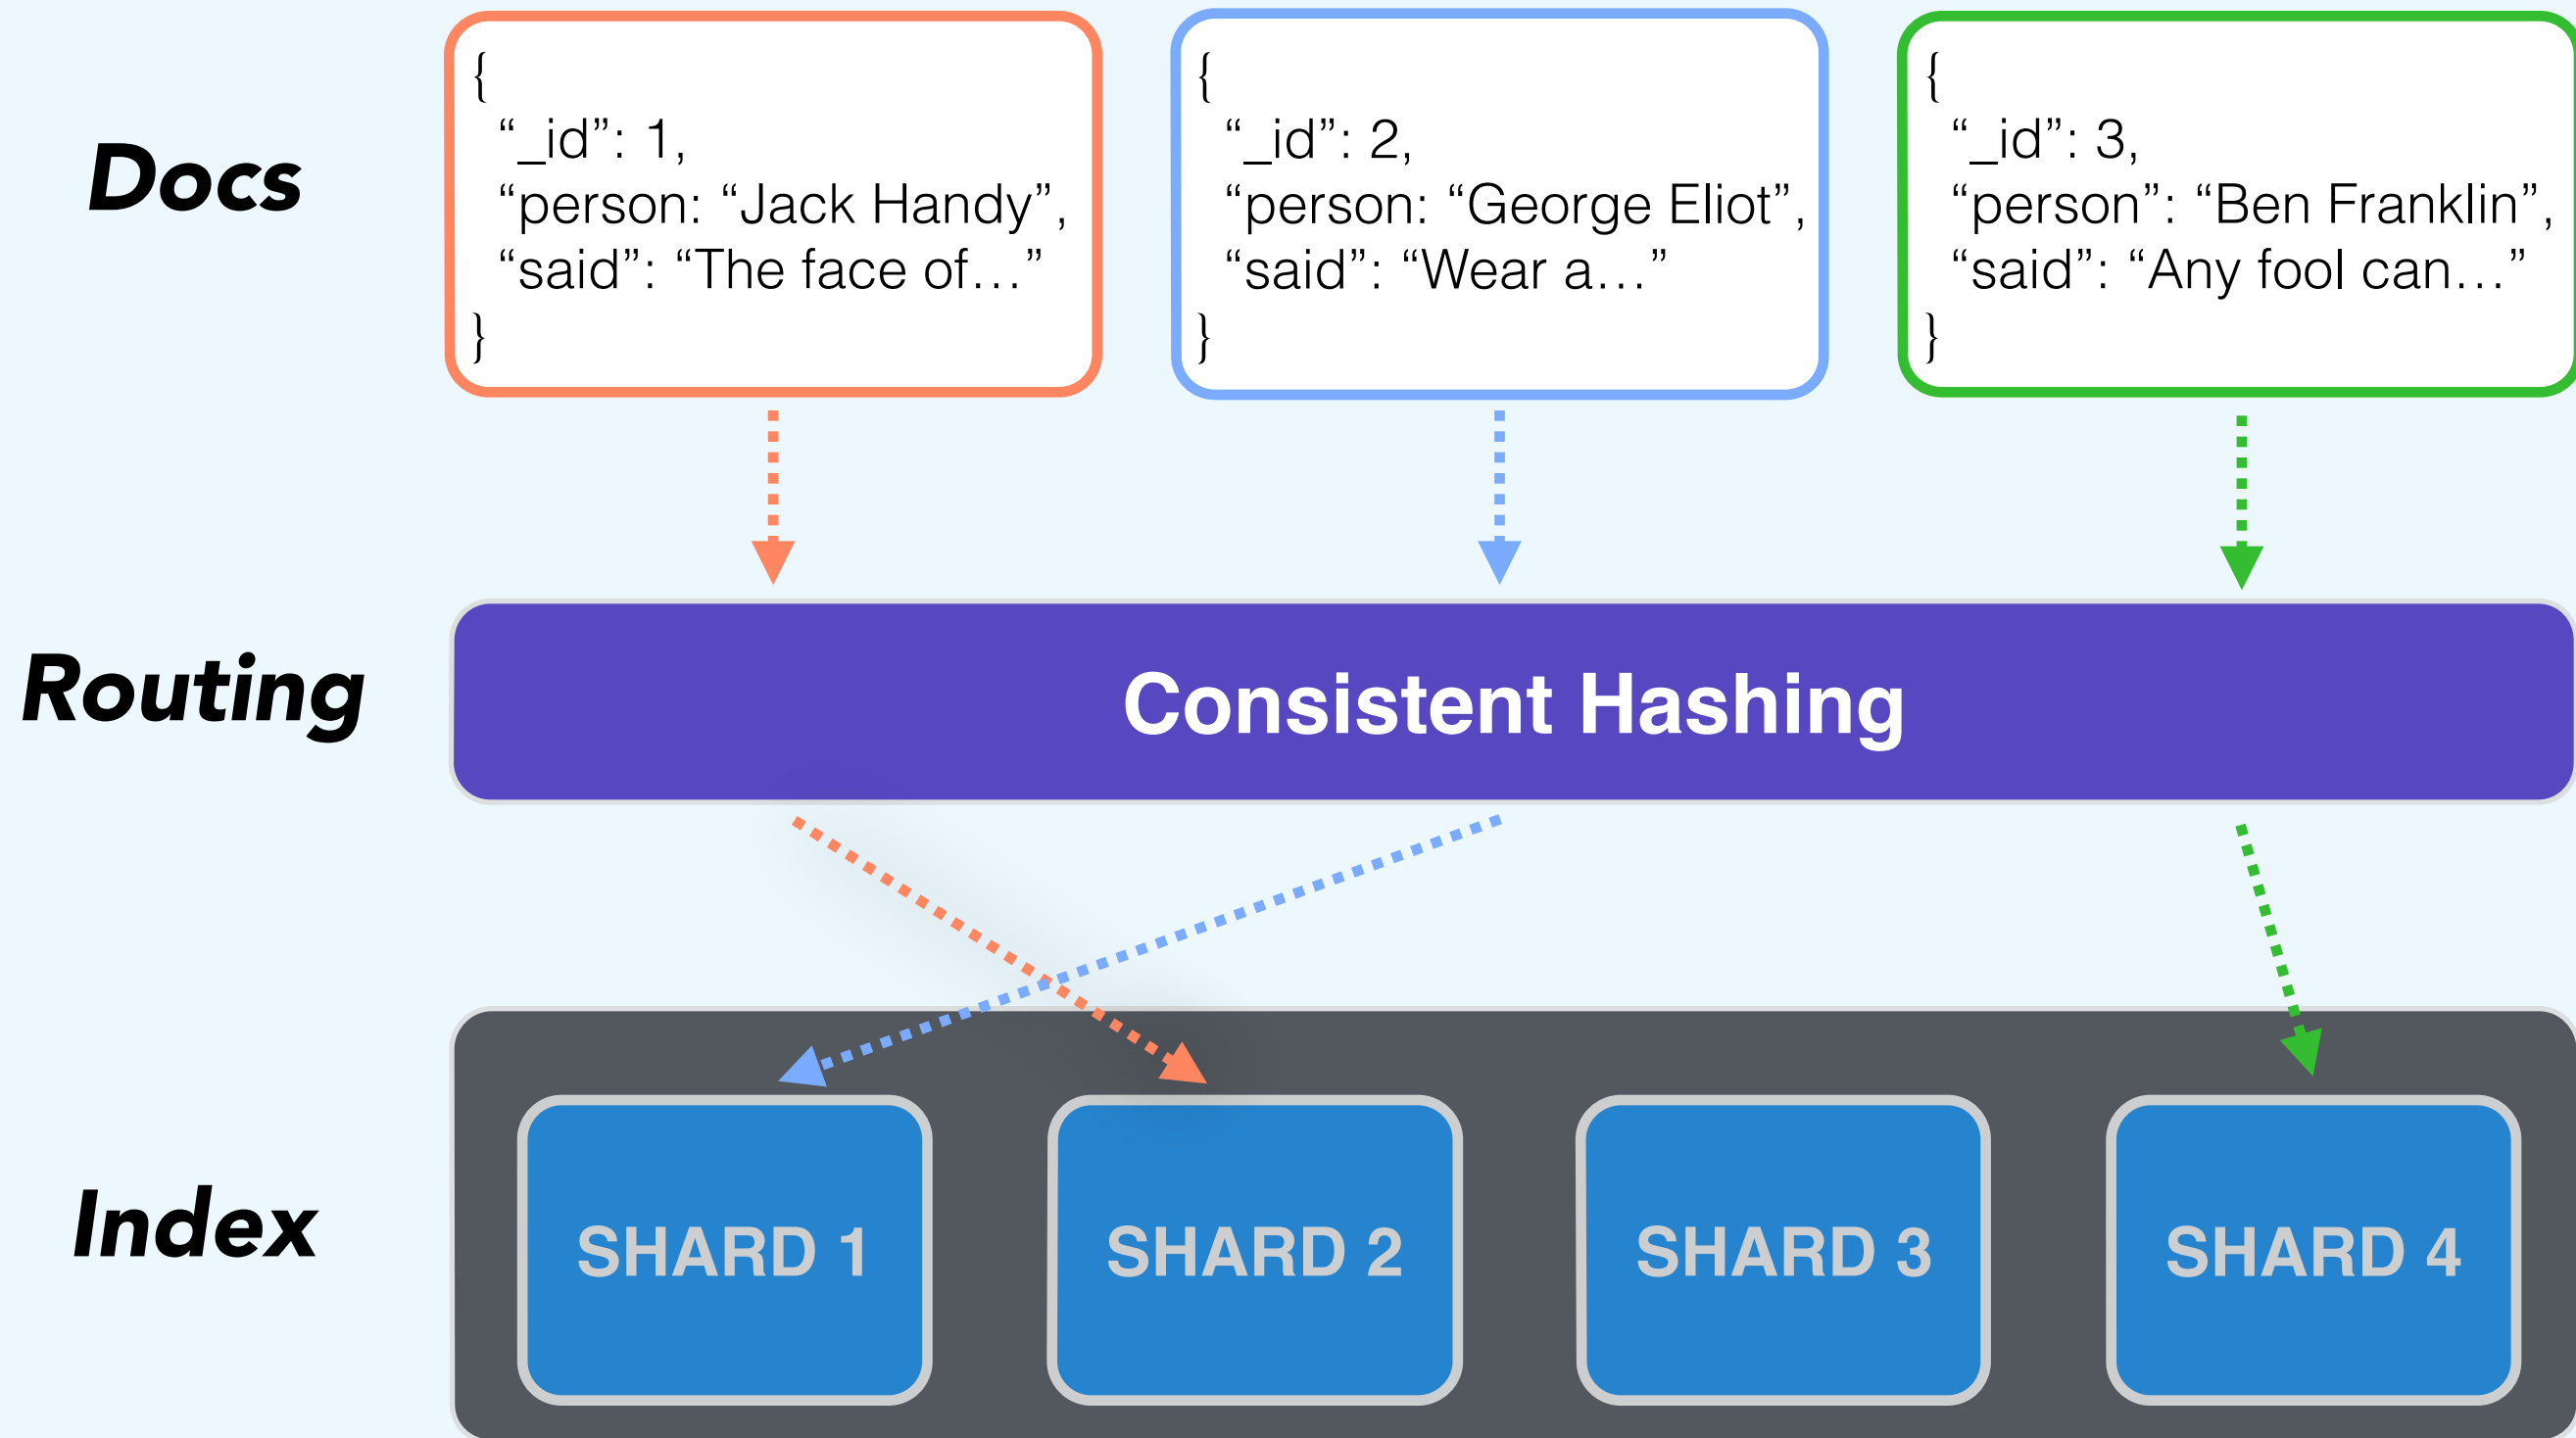 Docs
{
“_id”: 1,
“person: “Jack Handy”,
“said”: “The face of…”
}
{
“_id”: 2,
“person: “George Eliot”,
“said”: “Wear a…”
}
{
“_id”: 3,
“person”: “Ben Franklin”,
“said”: “Any fool can…”
}
Routing
Consistent Hashing
Index
SHARD 1
SHARD 2
SHARD 3
SHARD 4